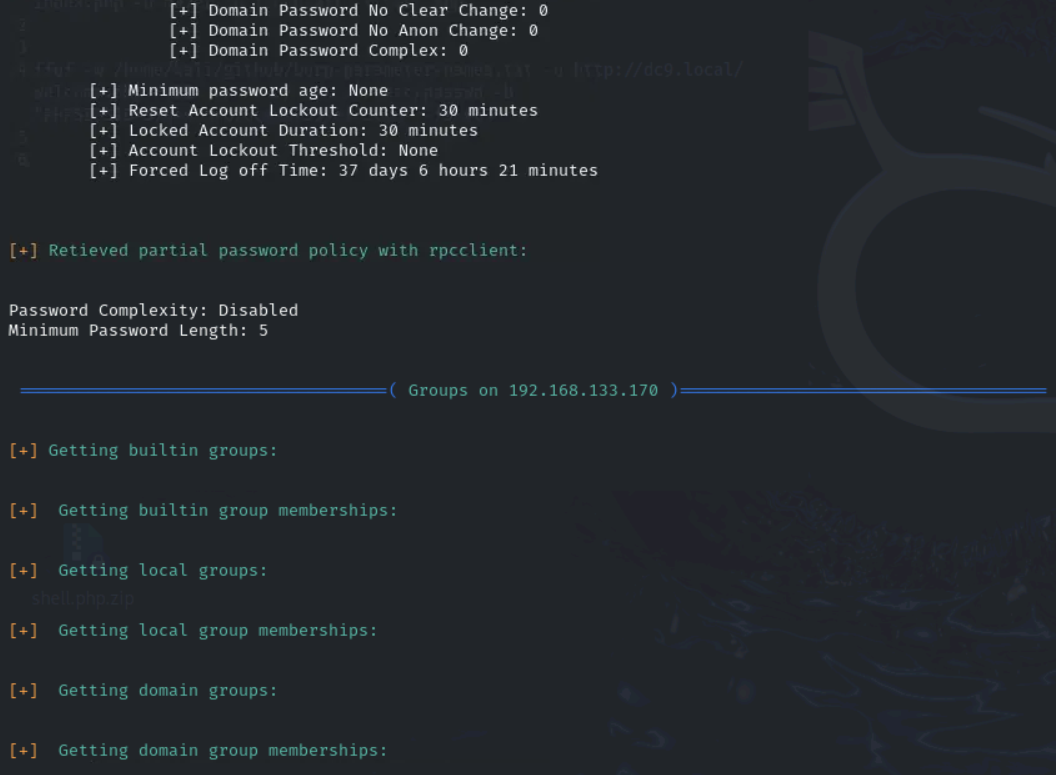 [+] Domain Password No Clear Change: 0
[+] Domain Password No Anon Change: 0
[+] Domain Password Complex: 0
[+] Minimum password age: None
[+] Reset Account Lockout Counter: 30 minutes
[+] Locked Account Duration: 30 minutes
[+] Account Lockout Threshold: None
[+] Forced Log off Time: 37 days 6 hours 21 minutes
[+] Retieved partial password policy with rpcclient:
Password Complexity: Disabled
Minimum Password Length: 5
( Groups on 192.168.133.170 )
[+] Getting builtin groups:
[+] Getting builtin group memberships:
[+] Getting local groups:
shell.php.zip
[+] Getting local group memberships:
[+] Getting domain groups:
[+] Getting domain group memberships: